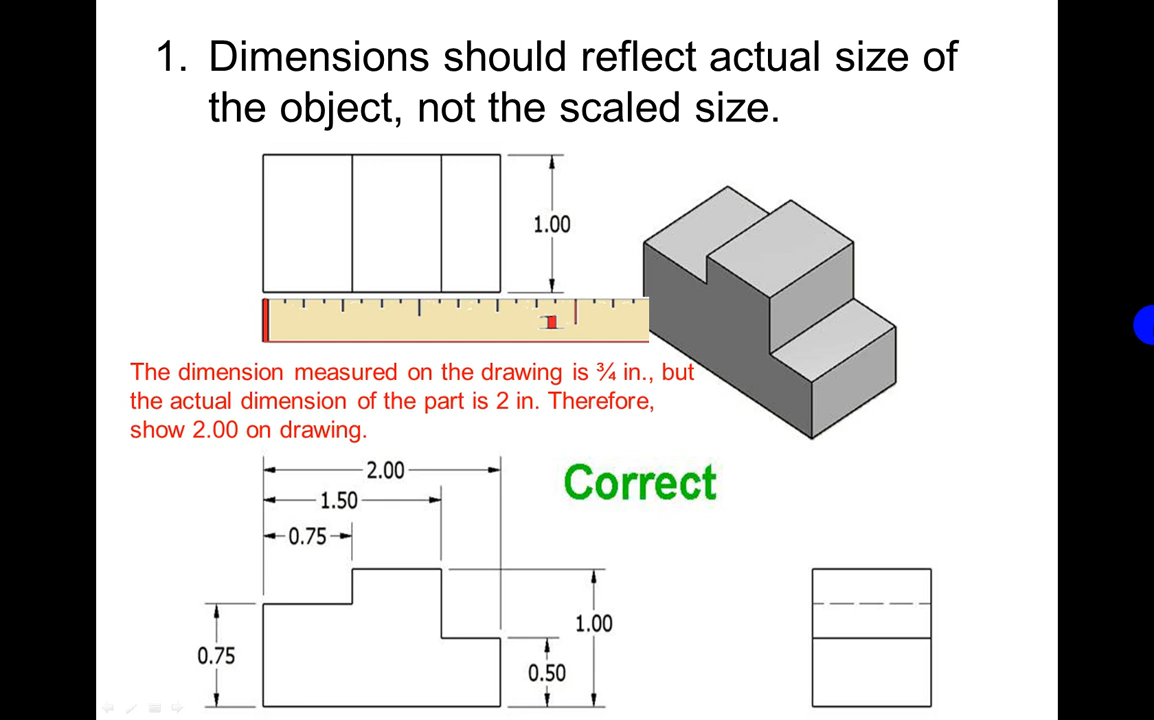 1. Dimensions should reflect actual size of
the object, not the scaled size.
1.00
1
The dimension measured on the drawing is ¾ in., but
the actual dimension of the part is 2 in. Therefore,
show 2.00 on drawing.
2.00
Correct
1.50
0.75
1.00
0.75
0.50